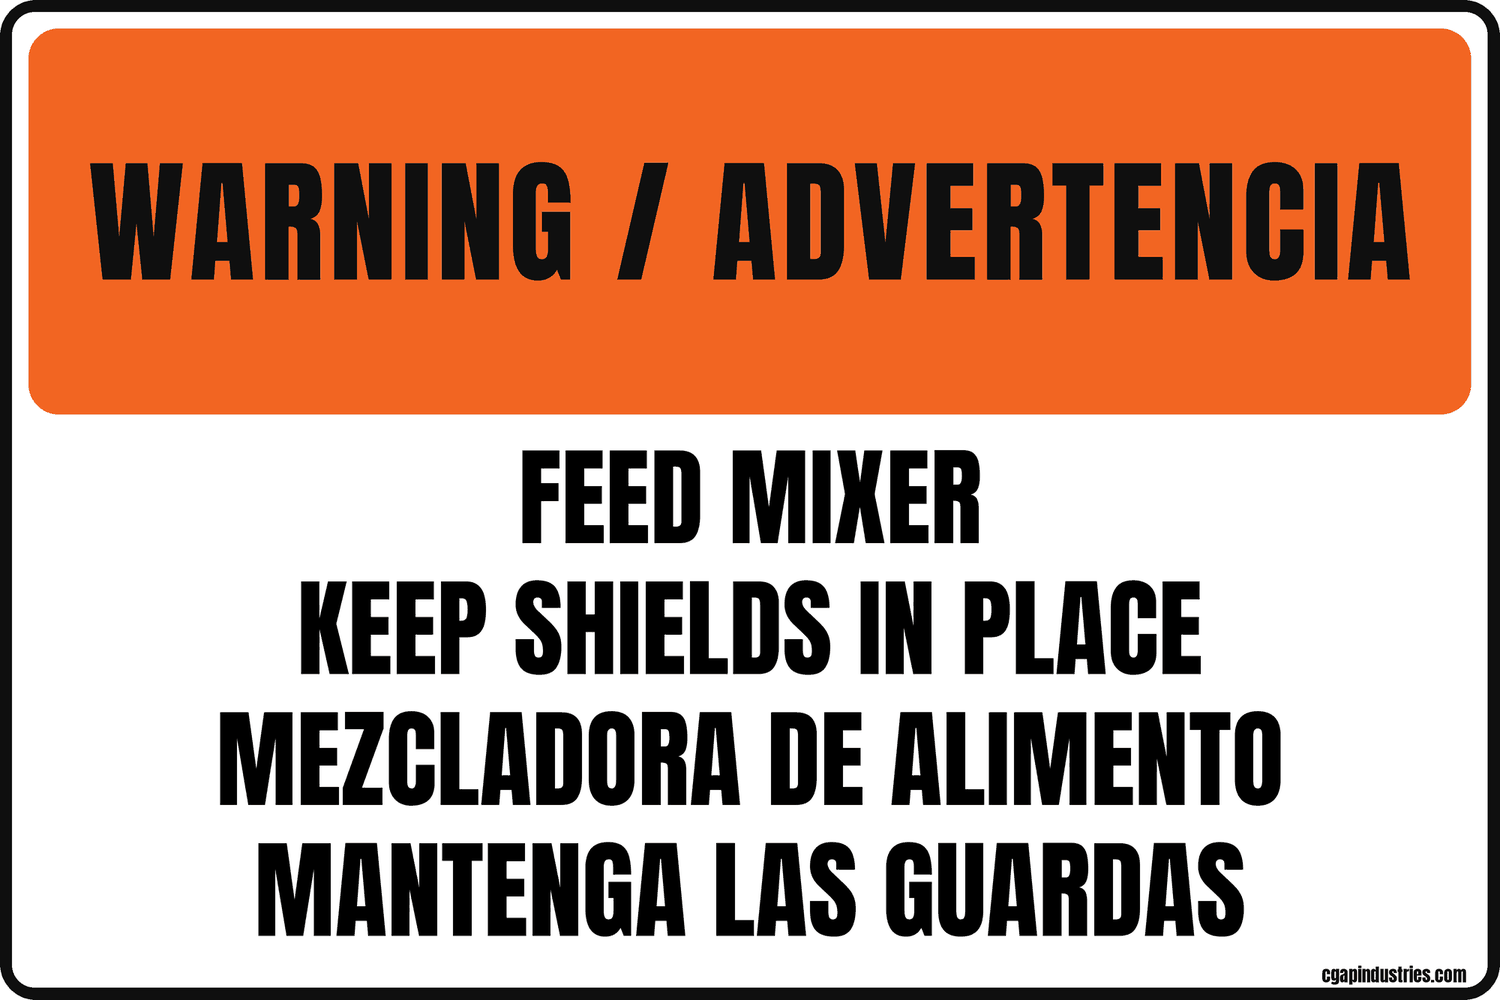 WARNING / ADVERTENCIA
FEED MIXER
KEEP SHIELDS IN PLACE
MEZCLADORA DE ALIMENTO
MANTENGA LAS GUARDAS
cgapindustries.com